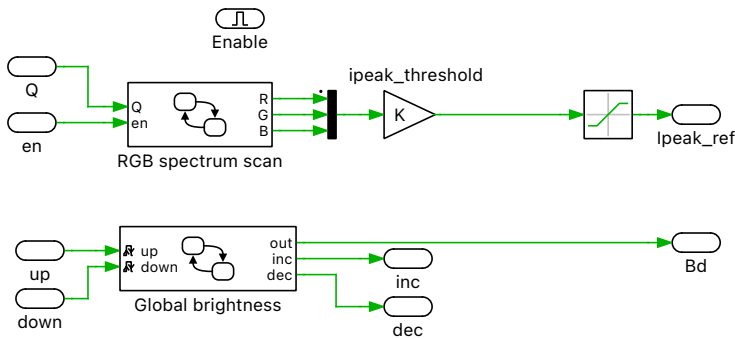 Enable
ipeak_threshold
Q
Q
en
R
G
B
K
en
RGB spectrum scan
Ipeak_ref
up
down
out
inc
dec
up
inc
Bd
down
Global brightness
dec